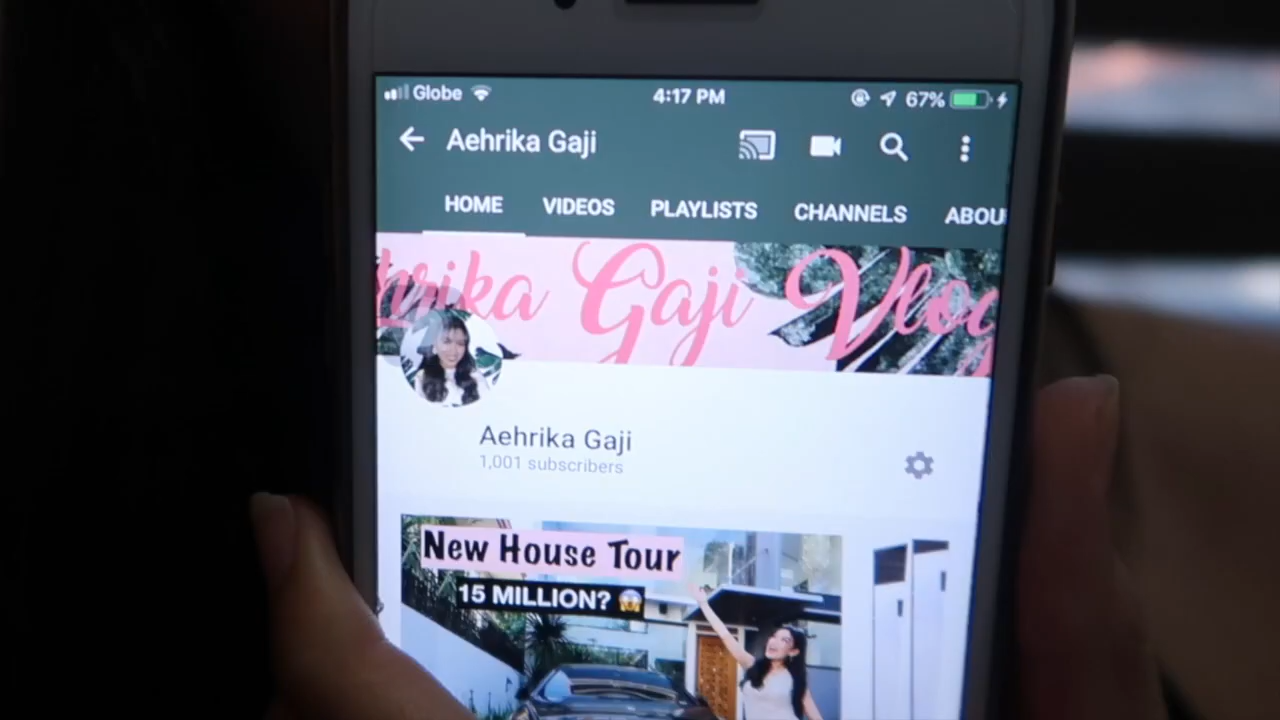 Globe 4:17 PM 67%
Aehrika Gaji
HOME VIDEOS PLAYLISTS CHANNELS ABOU
hrika Gaji Vlog
Aehrika Gaji
1,001 subscribers
New House Tour
15 MILLION? 😱